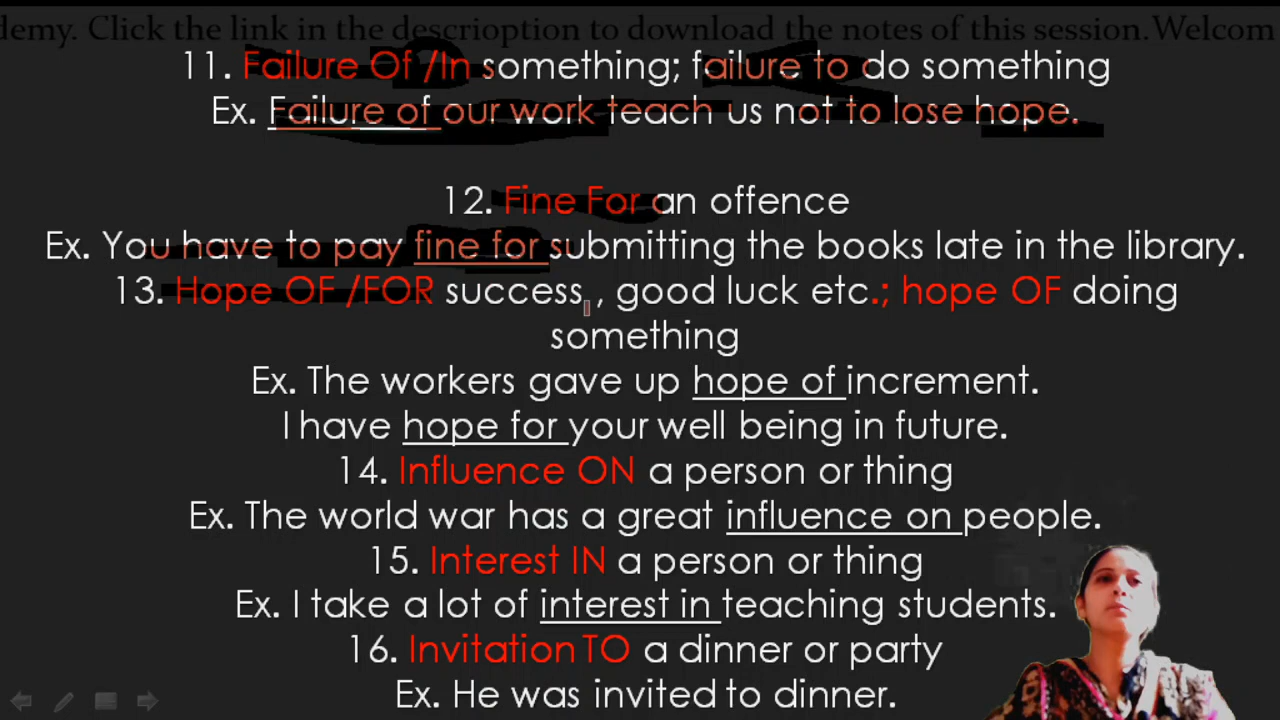 demy. Click the link in the descrioption to download the notes of this session.Welcom
11. Failure Of /In something; failure to do something
Ex. Failure of our work teach us not to lose hope.
12. Fine For an offence
Ex. You have to pay fine for submitting the books late in the library.
13. Hope OF /FOR success , good luck etc.; hope OF doing
something
Ex. The workers gave up hope of increment.
I have hope for your well being in future.
14. Influence ON a person or thing
Ex. The world war has a great influence on people.
15. Interest IN a person or thing
Ex. I take a lot of interest in teaching students.
16. Invitation TO a dinner or party
Ex. He was invited to dinner.